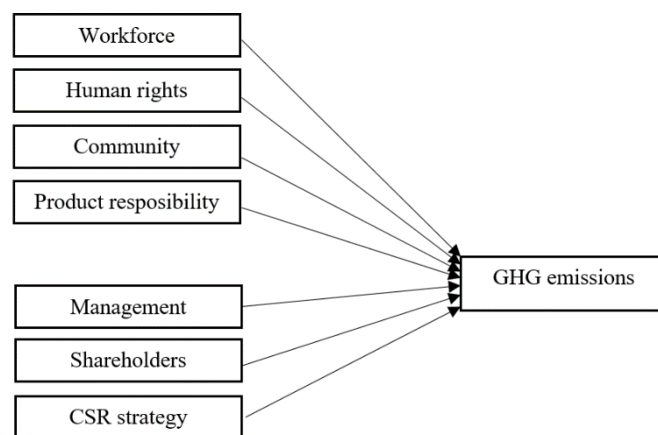 Workforce
Human rights
Community
Product resposibility
GHG emissions
Management
Shareholders
CSR strategy